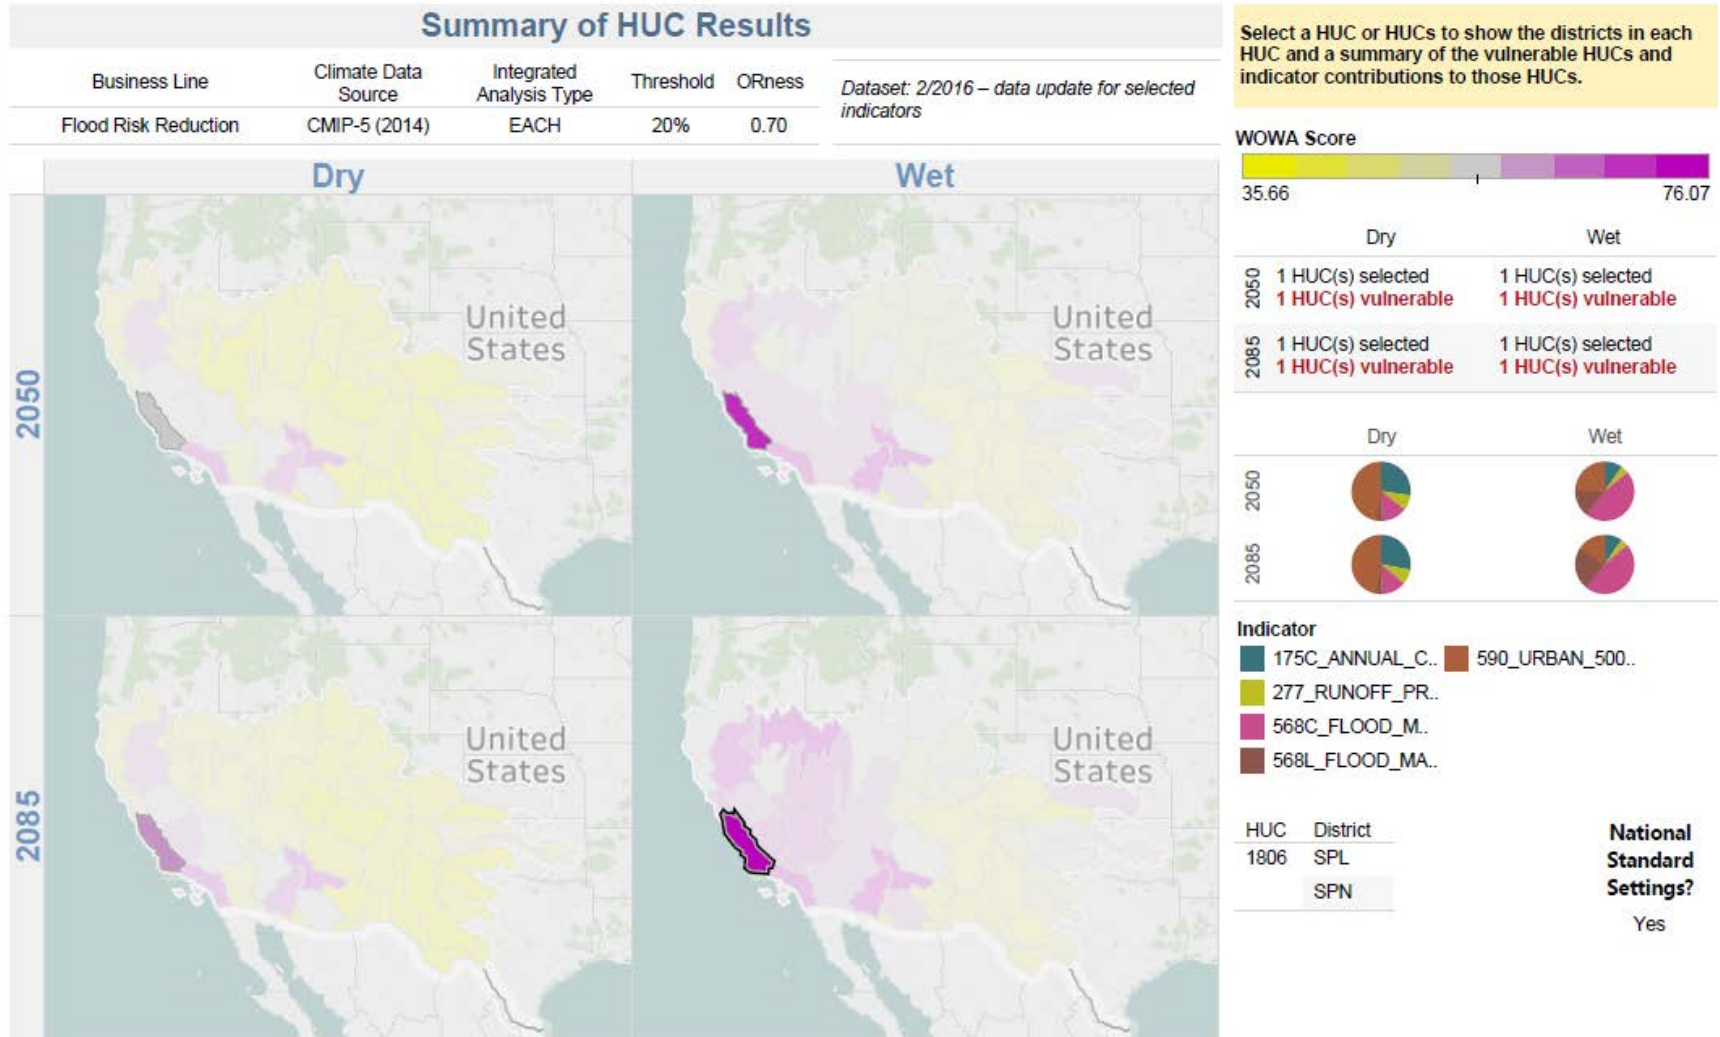 Summary of HUC Results
Business Line
Climate Data
Source
Integrated
Analysis Type
Threshold
ORness
Flood Risk Reduction
CMIP-5 (2014)
EACH
20%
0.70
Dataset: 2/2016 – data update for selected
indicators
Dry
Wet
2050
United
States
United
States
2085
United
States
United
States
Select a HUC or HUCs to show the districts in each
HUC and a summary of the vulnerable HUCs and
indicator contributions to those HUCs.
WOWA Score
35.66
76.07
Dry
Wet
2050
1 HUC(s) selected
1 HUC(s) vulnerable
1 HUC(s) selected
1 HUC(s) vulnerable
2085
1 HUC(s) selected
1 HUC(s) vulnerable
1 HUC(s) selected
1 HUC(s) vulnerable
Dry
Wet
2050
2085
Indicator
175C_ANNUAL_C..
590_URBAN_500..
277_RUNOFF_PR..
568C_FLOOD_M..
568L_FLOOD_MA..
HUC
District
1806
SPL
SPN
National
Standard
Settings?
Yes